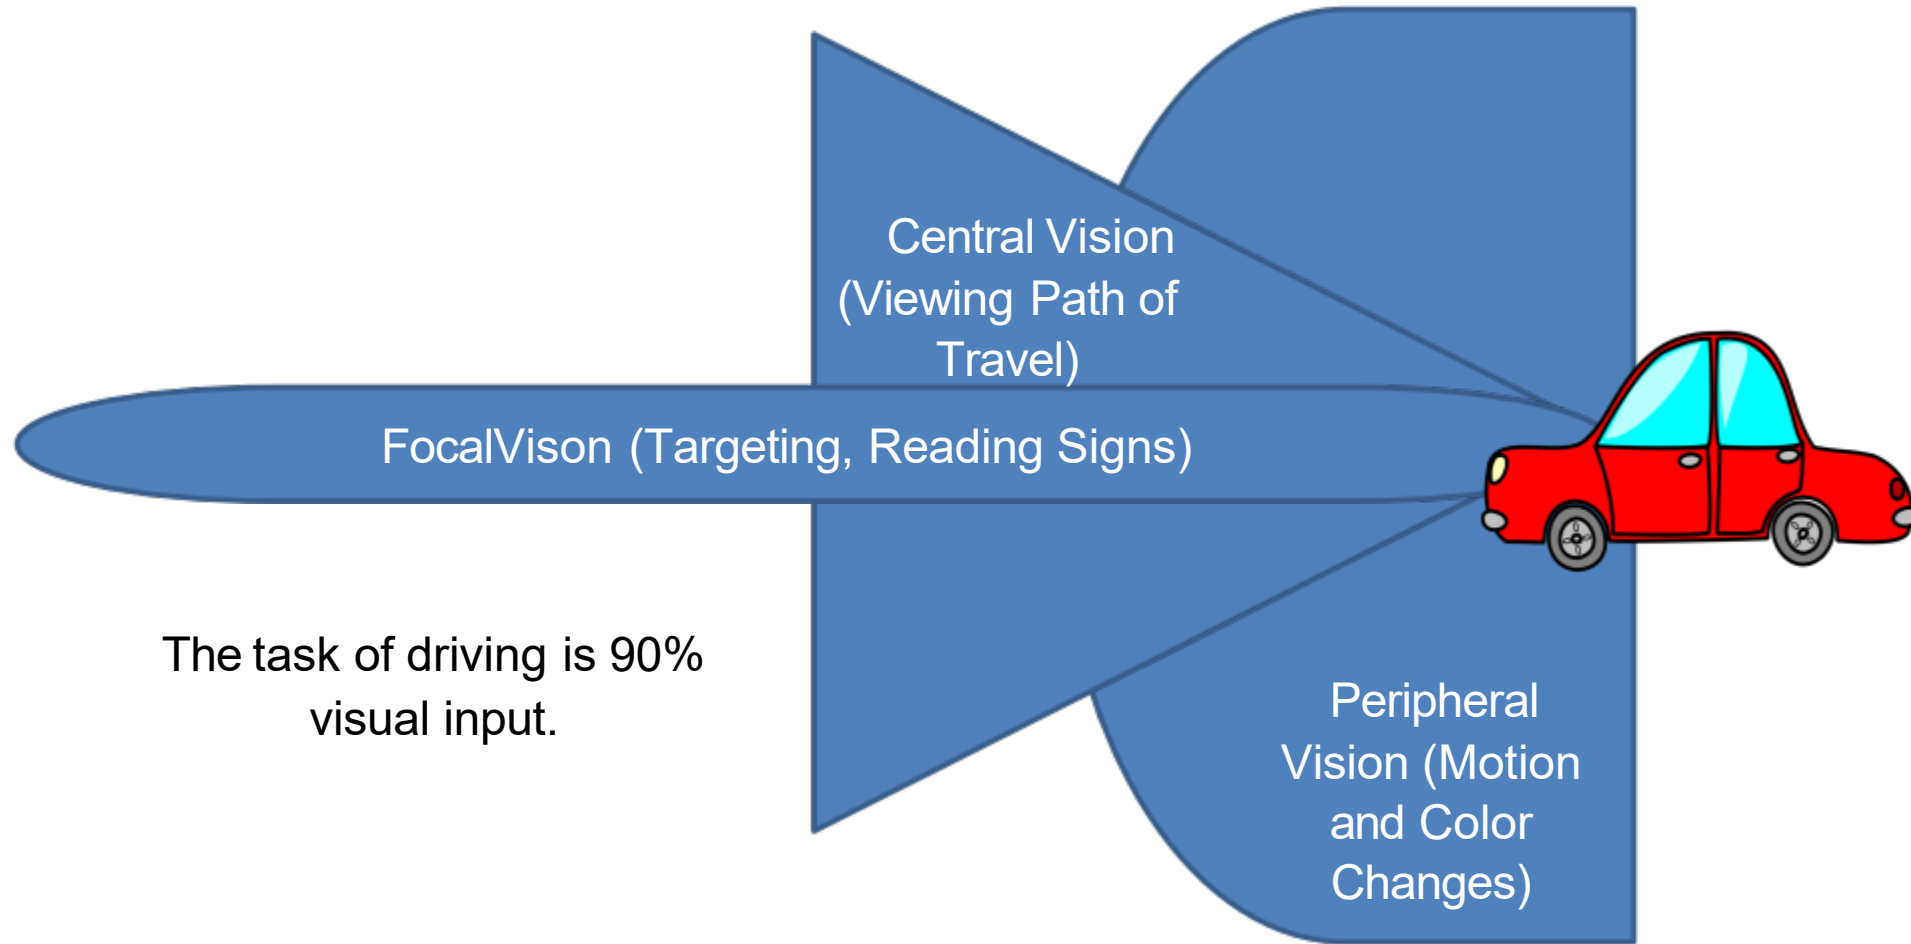 Central Vision
(Viewing Path of
Travel)
FocalVison (Targeting, Reading Signs)
The task of driving is 90%
visual input.
Peripheral
Vision (Motion
and Color
Changes)